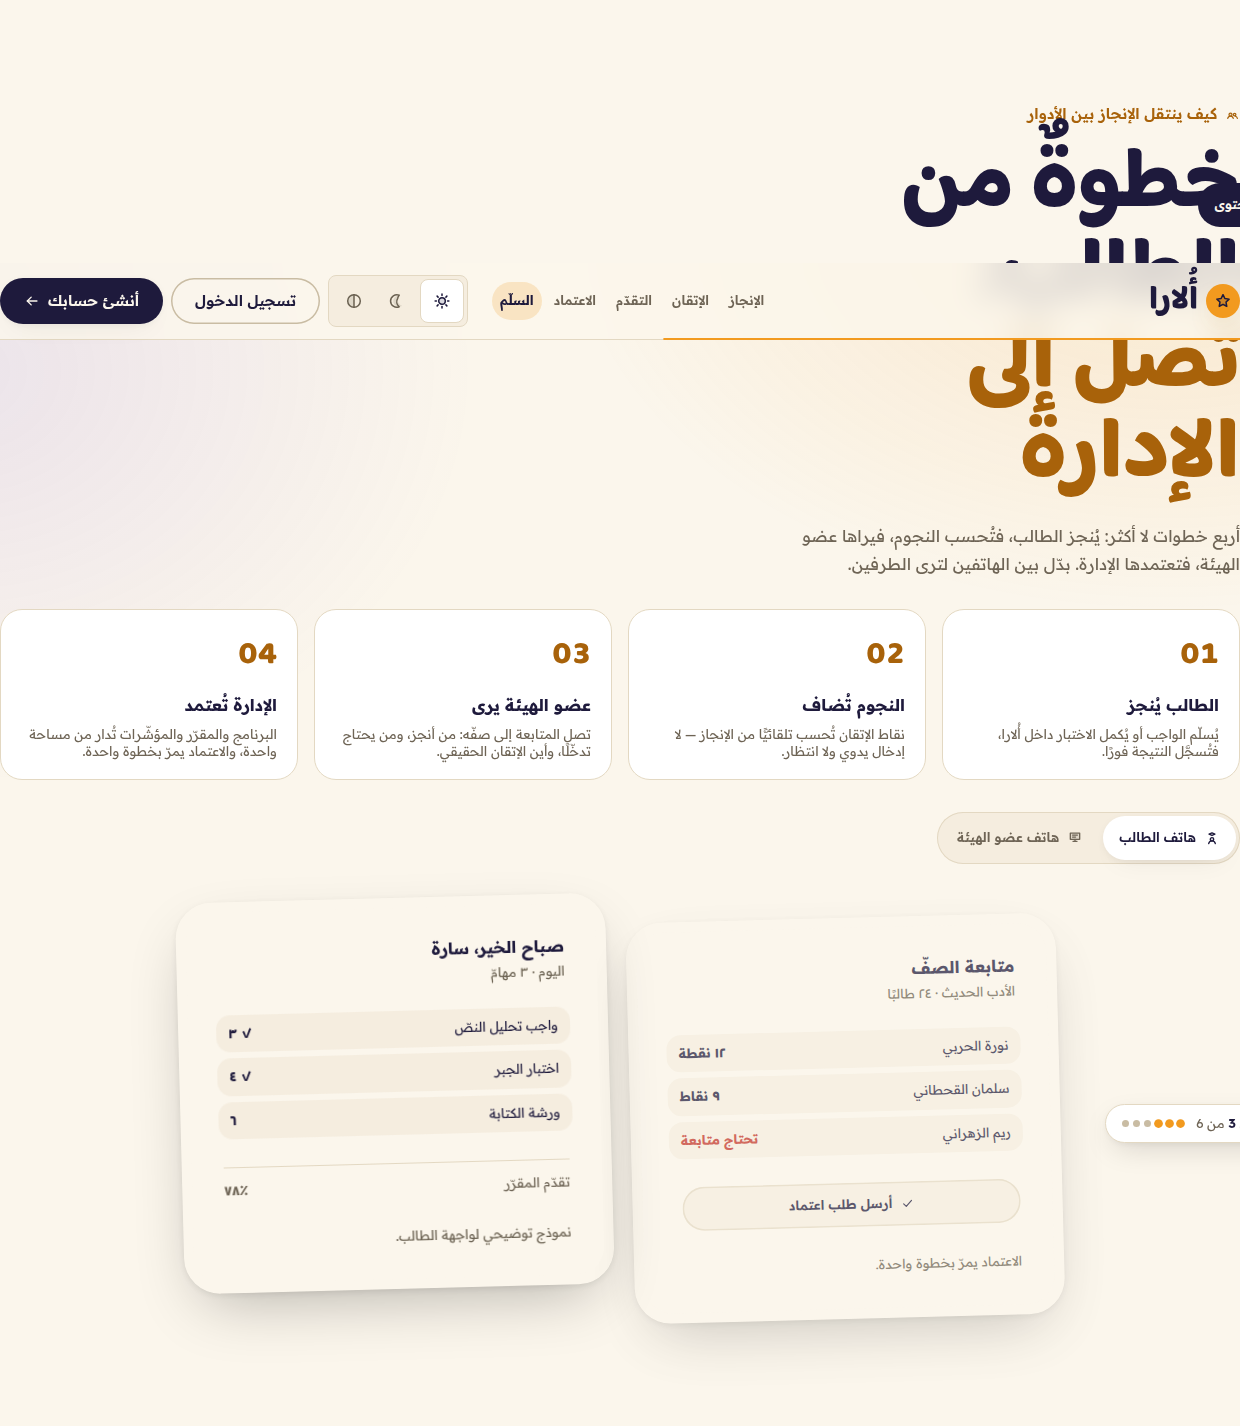 كيف ينتقل الإنجاز بين الأدوار
خطوةٌ من
الطالب
تصل إلى
الإدارة
أُلارا
الإنجاز
الإتقان
التقدّم
الاعتماد
السلّم
تسجيل الدخول
أنشئ حسابك
أربع خطوات لا أكثر: يُنجز الطالب، فتُحسب النجوم، فيراها عضو
الهيئة، فتعتمدها الإدارة. بدّل بين الهاتفين لترى الطرفين.
01
الطالب يُنجز
يُسلّم الواجب أو يُكمل الاختبار داخل أُلارا،
فتُسجَّل النتيجة فورًا.
02
النجوم تُضاف
نقاط الإتقان تُحسب تلقائيًّا من الإنجاز — لا
إدخال يدوي ولا انتظار.
03
عضو الهيئة يرى
تصل المتابعة إلى صفّه: من أنجز، ومن يحتاج
تدخّلًا، وأين الإتقان الحقيقي.
04
الإدارة تُعتمد
البرنامج والمقرّر والمؤشّرات تُدار من مساحة
واحدة، والاعتماد يمرّ بخطوة واحدة.
هاتف الطالب
هاتف عضو الهيئة
متابعة الصفّ
الأدب الحديث · ٢٤ طالبًا
نورة الحربي ١٢ نقطة
سلمان القحطاني ٩ نقاط
ريم الزهراني تحتاج متابعة
أرسل طلب اعتماد
الاعتماد يمرّ بخطوة واحدة.
صباح الخير، سارة
اليوم · ٣ مهامّ
واجب تحليل النصّ ✓ ٣
اختبار الجبر ✓ ٤
ورشة الكتابة ٦
تقدّم المقرّر ٧٨٪
نموذج توضيحي لواجهة الطالب.
3 من 6